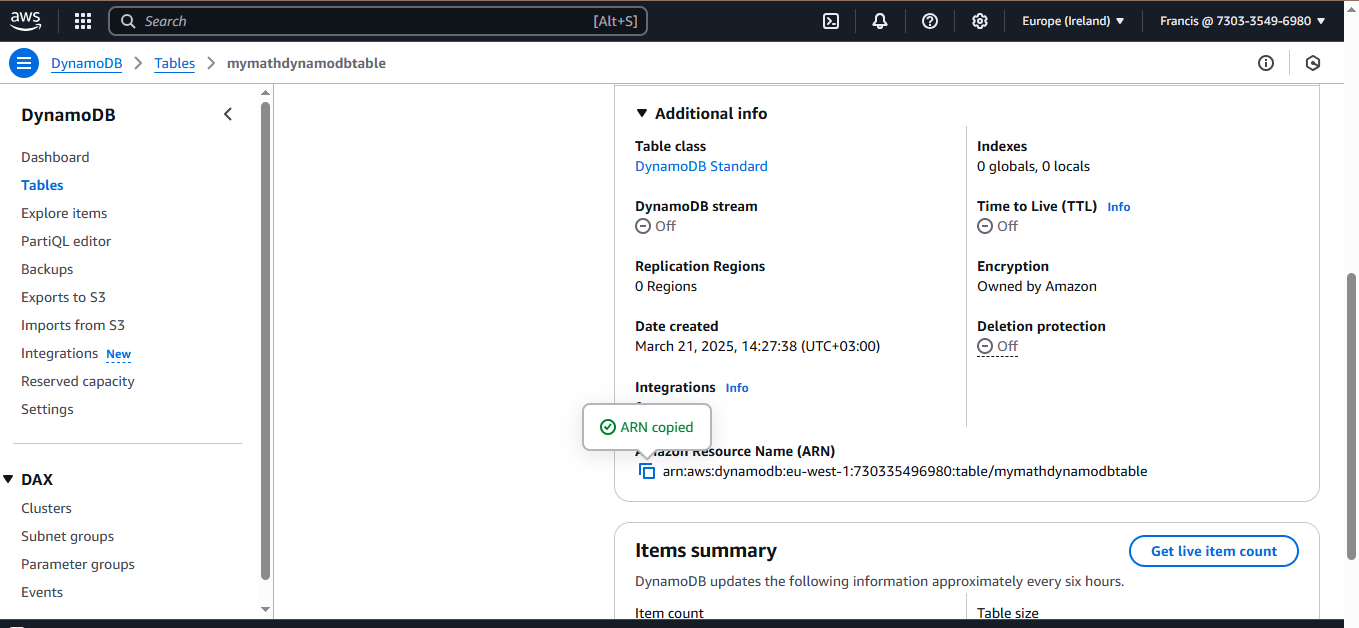 aws
Search [Alt+S]
Europe (Ireland)
Francis @ 7303-3549-6980
DynamoDB
Tables
mymathdynamodbtable
DynamoDB
Dashboard
Tables
Explore items
PartiQL editor
Backups
Exports to S3
Imports from S3
Integrations New
Reserved capacity
Settings
DAX
Clusters
Subnet groups
Parameter groups
Events
Additional info
Table class
DynamoDB Standard
DynamoDB stream
Off
Replication Regions
0 Regions
Date created
March 21, 2025, 14:27:38 (UTC+03:00)
Integrations Info
ARN copied
Amazon Resource Name (ARN)
arn:aws:dynamodb:eu-west-1:730335496980:table/mymathdynamodbtable
Indexes
0 globals, 0 locals
Time to Live (TTL) Info
Off
Encryption
Owned by Amazon
Deletion protection
Off
Items summary
Get live item count
DynamoDB updates the following information approximately every six hours.
Item count
Table size